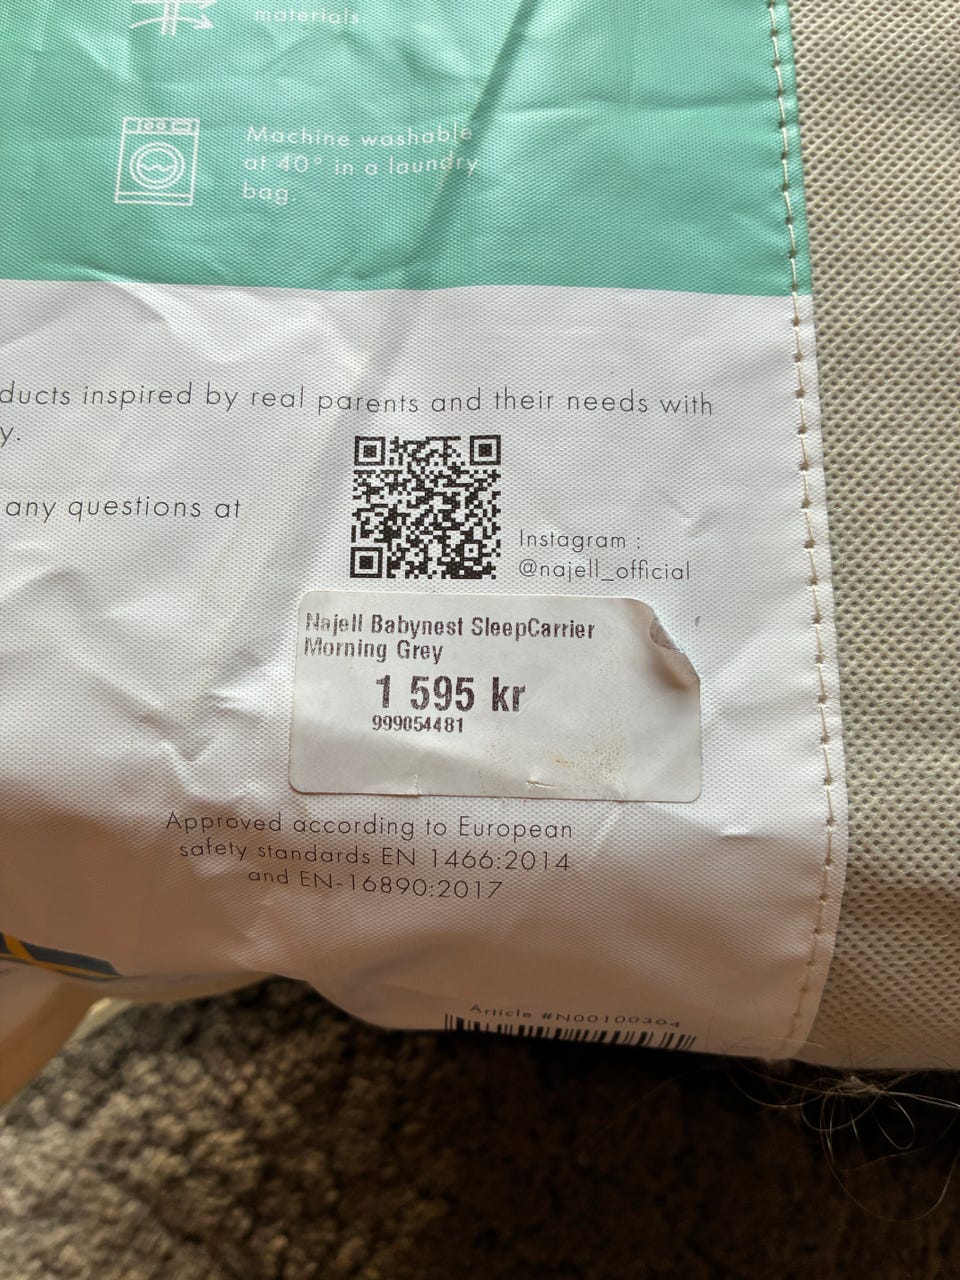 materials.
Machine washable
at 40° in a laundry
bag.
ducts inspired by real parents and their needs with
y.
any questions at
Instagram :
@najell_official
Najell Babynest SleepCarrier
Morning Grey
1 595 kr
999054481
Approved according to European
safety standards EN 1466:2014
and EN-16890:2017
Article #N00100304